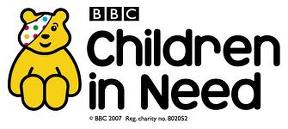 BBC
Children
in Need
© BBC 2007 Reg. charity no. 802052